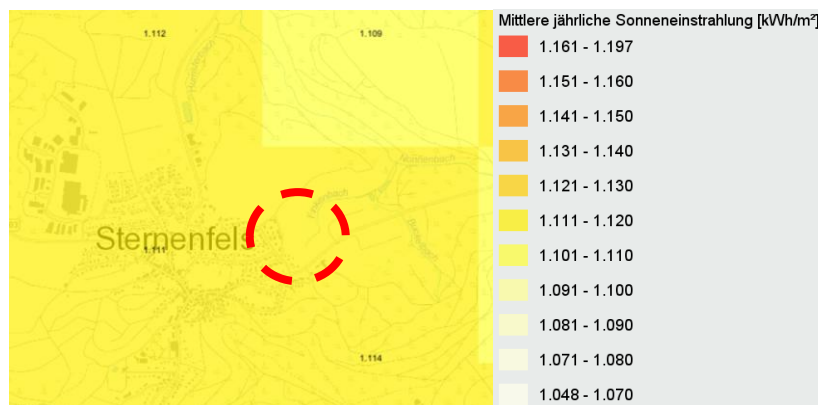 1.112
1.109
Sternenfels
1.111
1.114
Mittlere jährliche Sonneneinstrahlung [kWh/m²]
1.161 - 1.197
1.151 - 1.160
1.141 - 1.150
1.131 - 1.140
1.121 - 1.130
1.111 - 1.120
1.101 - 1.110
1.091 - 1.100
1.081 - 1.090
1.071 - 1.080
1.048 - 1.070